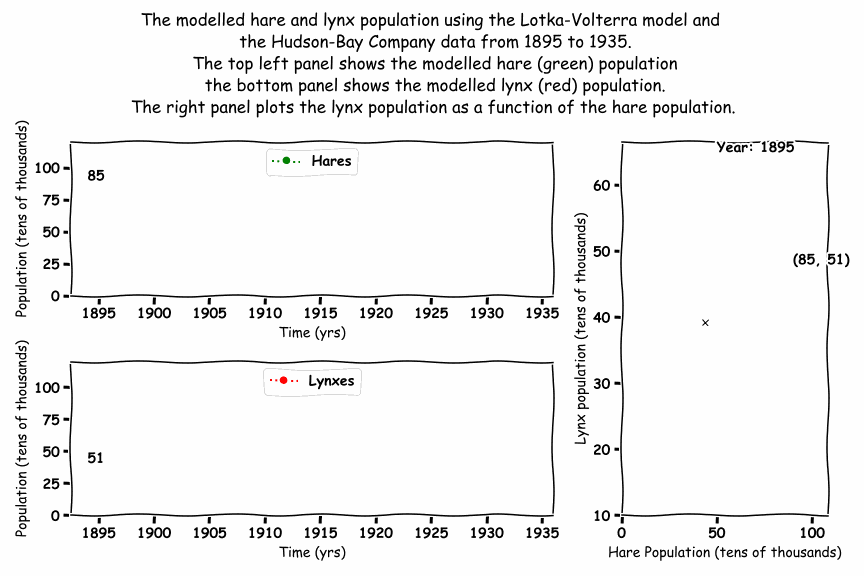 The modelled hare and lynx population using the Lotka-Volterra model and
the Hudson-Bay Company data from 1895 to 1935.
The top left panel shows the modelled hare (green) population
the bottom panel shows the modelled lynx (red) population.
The right panel plots the lynx population as a function of the hare population.
Population (tens of thousands)
100
75
50
25
0
85
Hares
1895 1900 1905 1910 1915 1920 1925 1930 1935
Time (yrs)
Population (tens of thousands)
100
75
50
25
0
51
Lynxes
1895 1900 1905 1910 1915 1920 1925 1930 1935
Time (yrs)
Year: 1895
Lynx population (tens of thousands)
60
50
40
30
20
10
(85, 51)
0 50 100
Hare Population (tens of thousands)